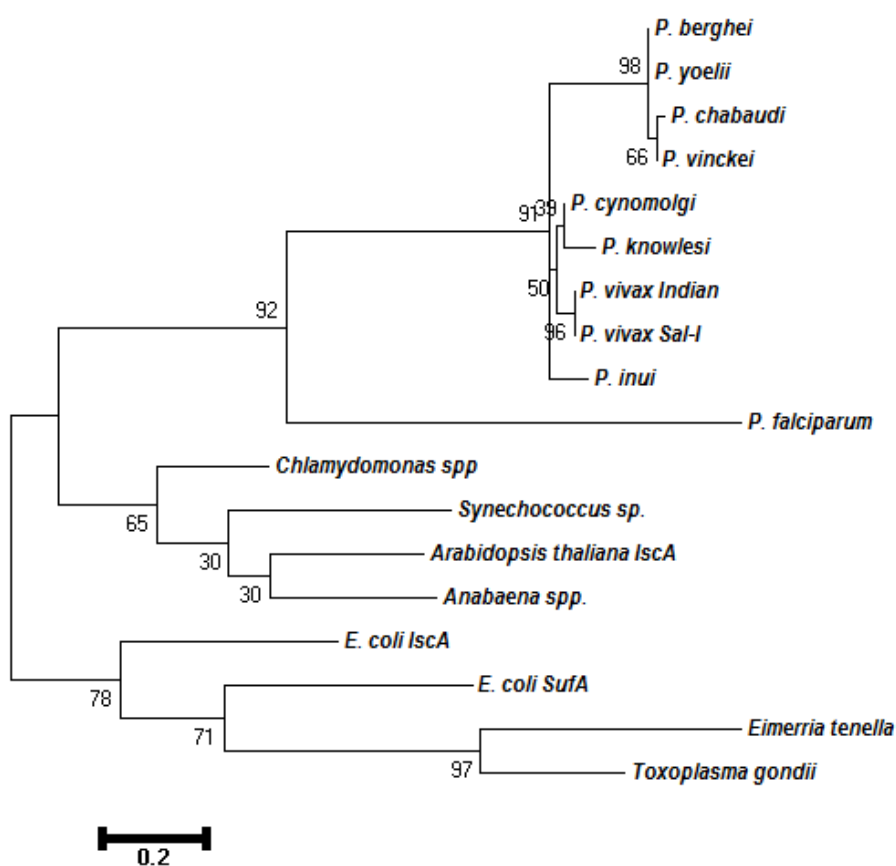 P. berghei
98
P. yoelii
P. chabaudi
66
P. vinckei
91
39
P. cynomolgi
P. knowlesi
50
P. vivax Indian
96
P. vivax Sal-I
92
P. inui
P. falciparum
Chlamydomonas spp
65
Synechococcus sp.
30
Arabidopsis thaliana IscA
30
Anabaena spp.
E. coli IscA
78
E. coli SufA
71
Eimerria tenella
97
Toxoplasma gondii
0.2